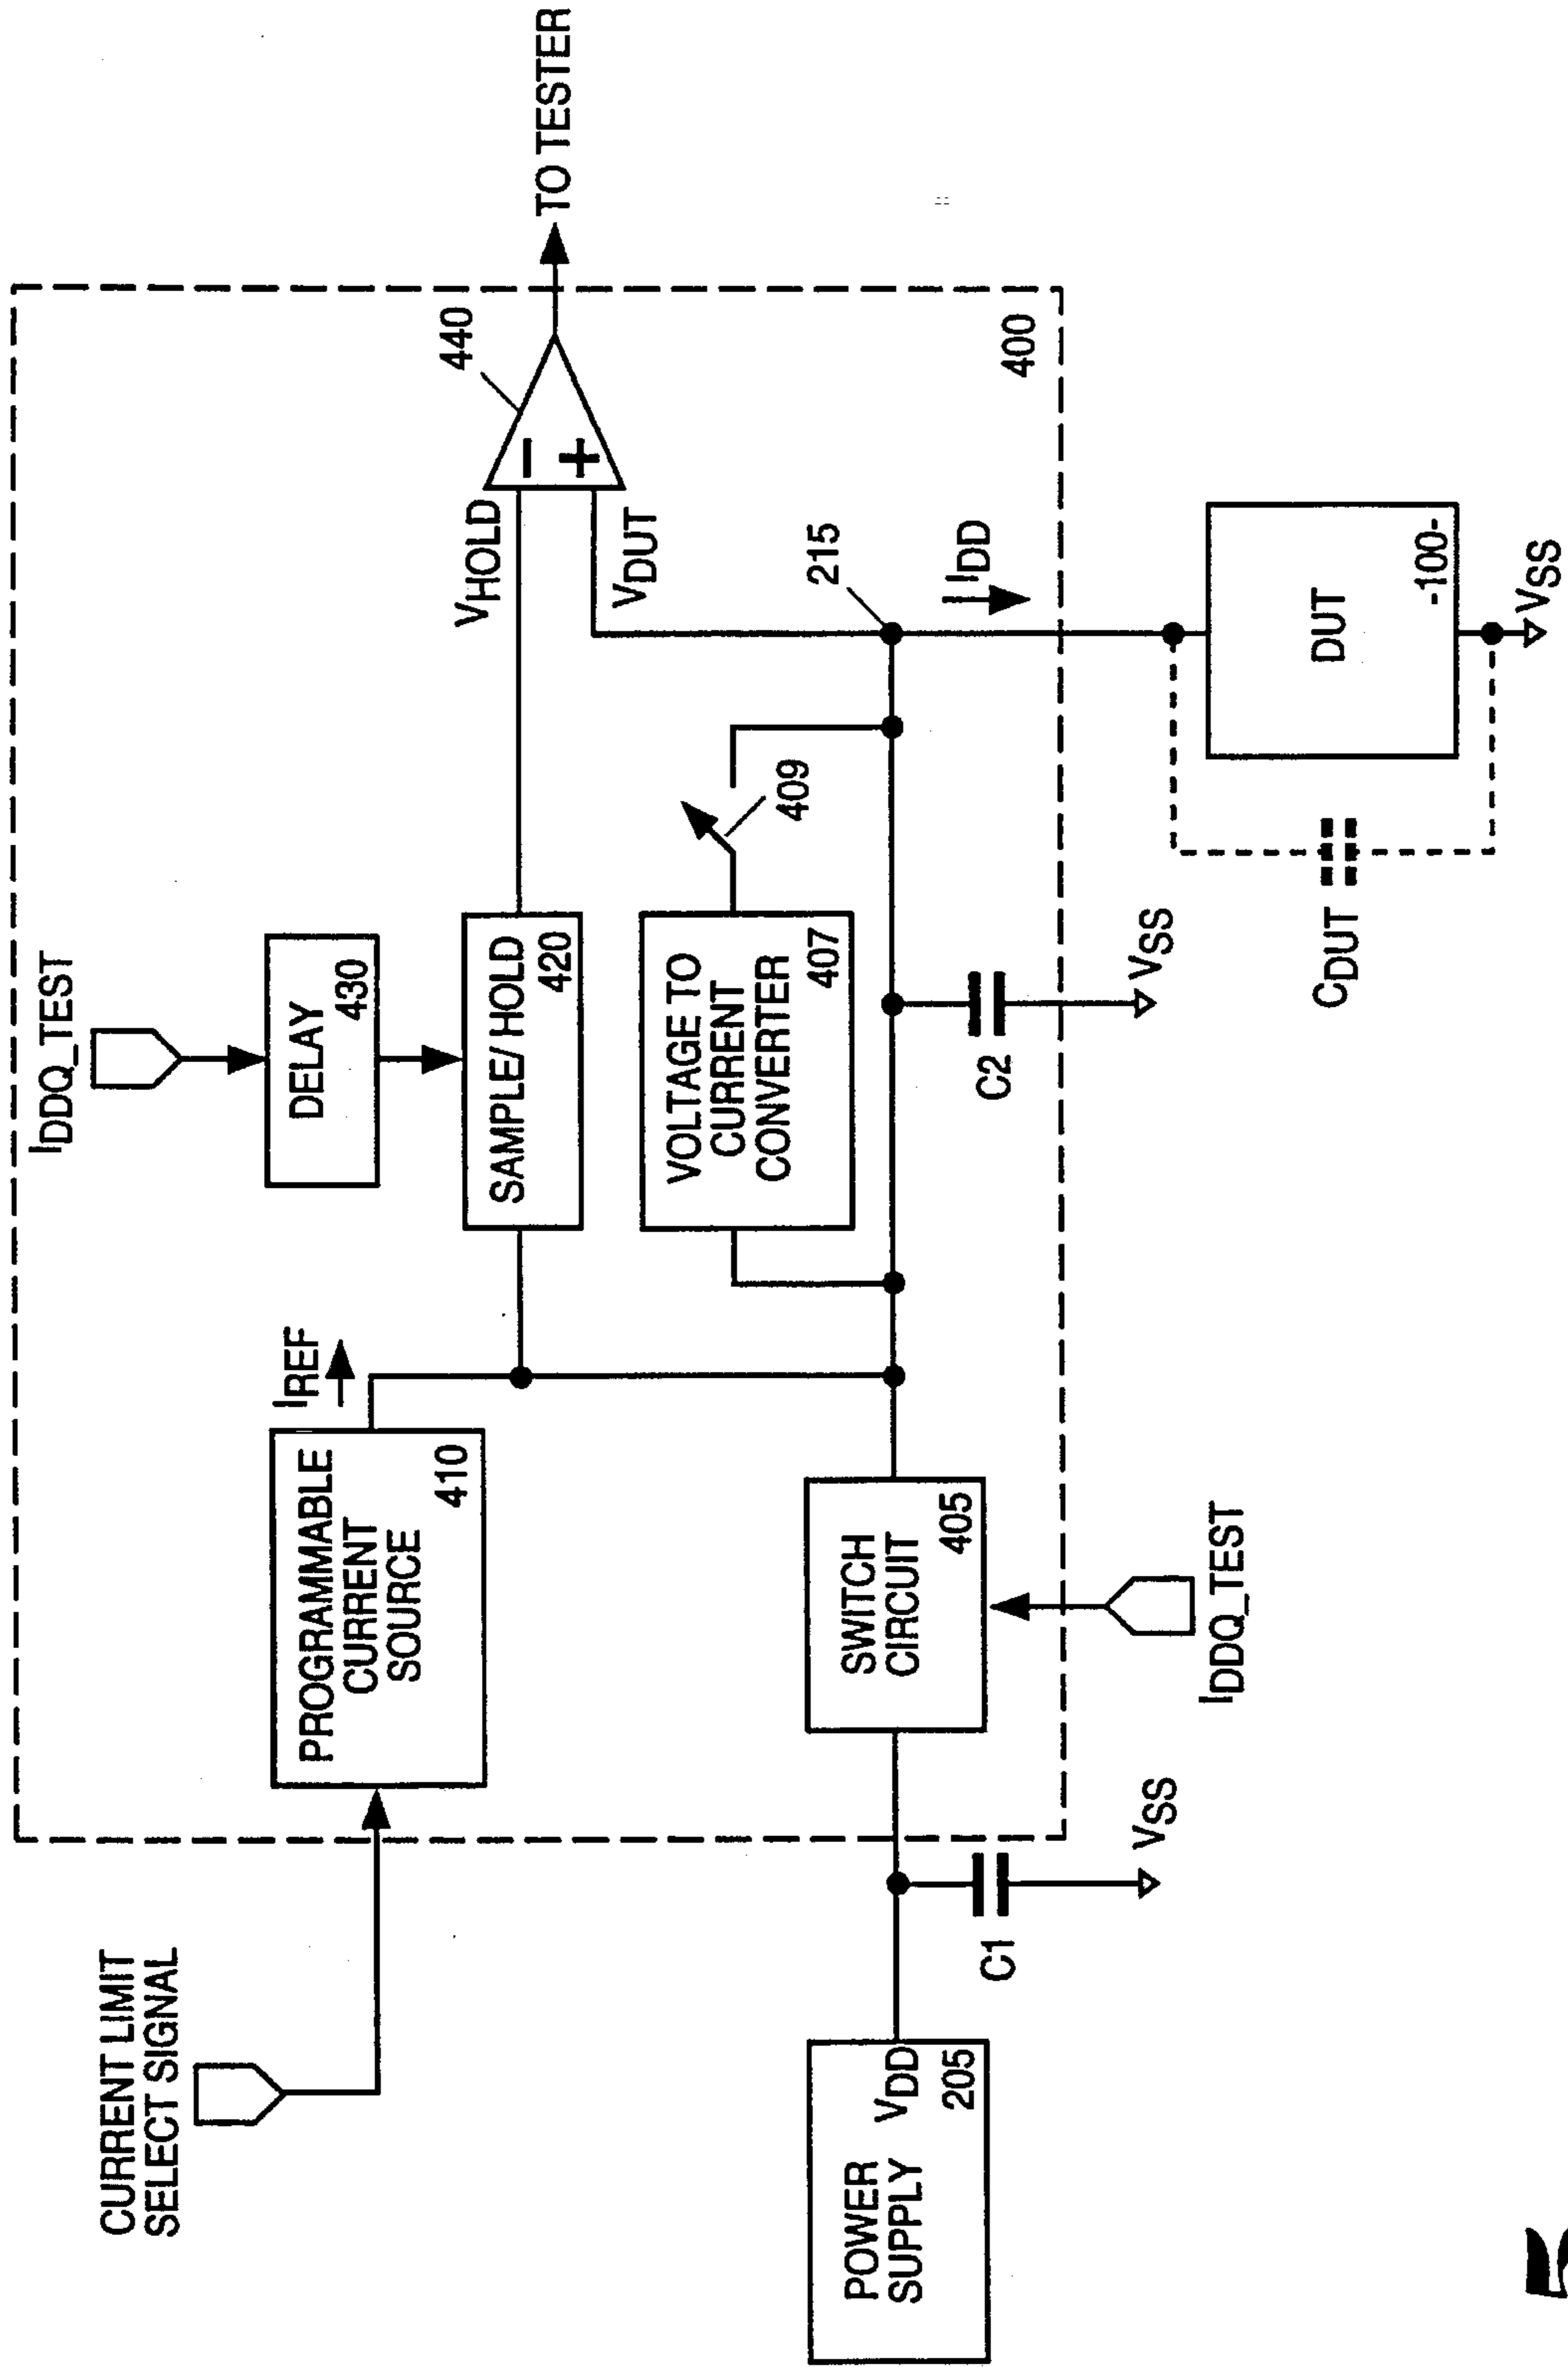 CURRENT LIMIT
SELECT SIGNAL
IDDQ_TEST
PROGRAMMABLE
CURRENT
SOURCE
410
IREF
DELAY
430
SAMPLE/ HOLD
420
VHOLD
440
−
+
TO TESTER
VDUT
VOLTAGE TO
CURRENT
CONVERTER
407
409
215
POWER
SUPPLY
VDD
205
SWITCH
CIRCUIT
405
IDD
400
C1
VSS
IDDQ_TEST
C2
VSS
CDUT
DUT
-100-
VSS